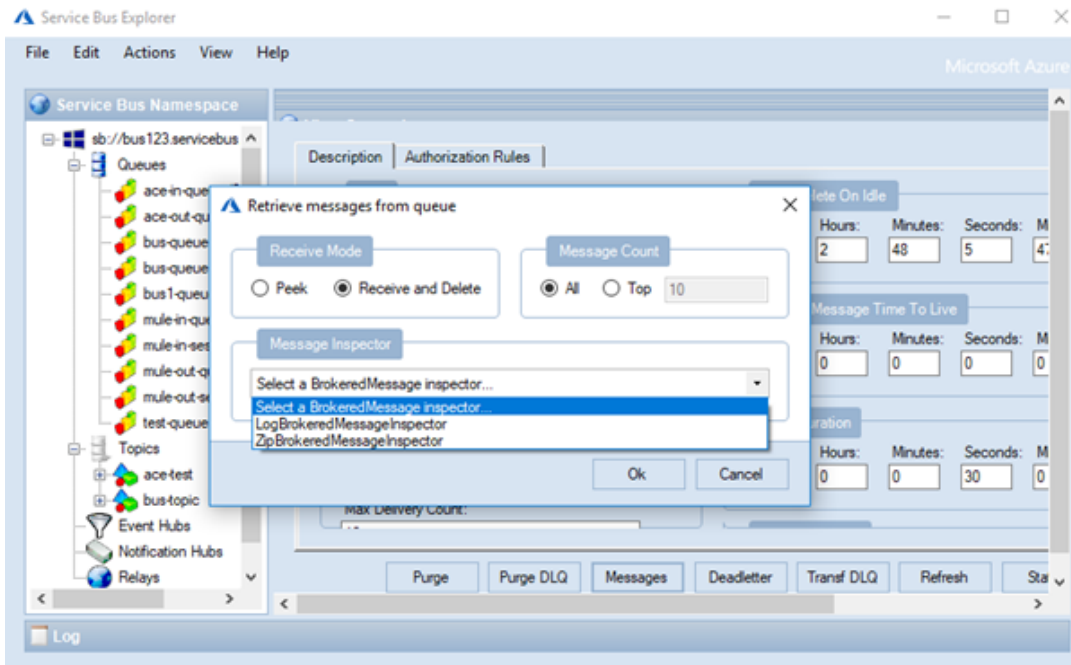 Service Bus Explorer
File Edit Actions View Help
Microsoft Azure
Service Bus Namespace
sb://bus123.servicebus
Queues
ace-in-que
ace-out-qu
bus-queue
bus-queue
bus1-queu
mule-in-que
mule-in-ses
mule-out-q
mule-out-se
test-queue
Topics
ace-test
bus-topic
Event Hubs
Notification Hubs
Relays
Description Authorization Rules
lete On Idle
Hours: Minutes: Seconds: M
2 48 5 47
Message Time To Live
Hours: Minutes: Seconds: M
0 0 0 0
uration
Hours: Minutes: Seconds: M
0 0 30 0
Retrieve messages from queue
Receive Mode
Peek Receive and Delete
Message Count
All Top 10
Message Inspector
Select a BrokeredMessage inspector...
Select a BrokeredMessage inspector...
LogBrokeredMessageInspector
ZipBrokeredMessageInspector
Ok Cancel
Max Delivery Count:
Purge Purge DLQ Messages Deadletter Transf DLQ Refresh Sta
Log